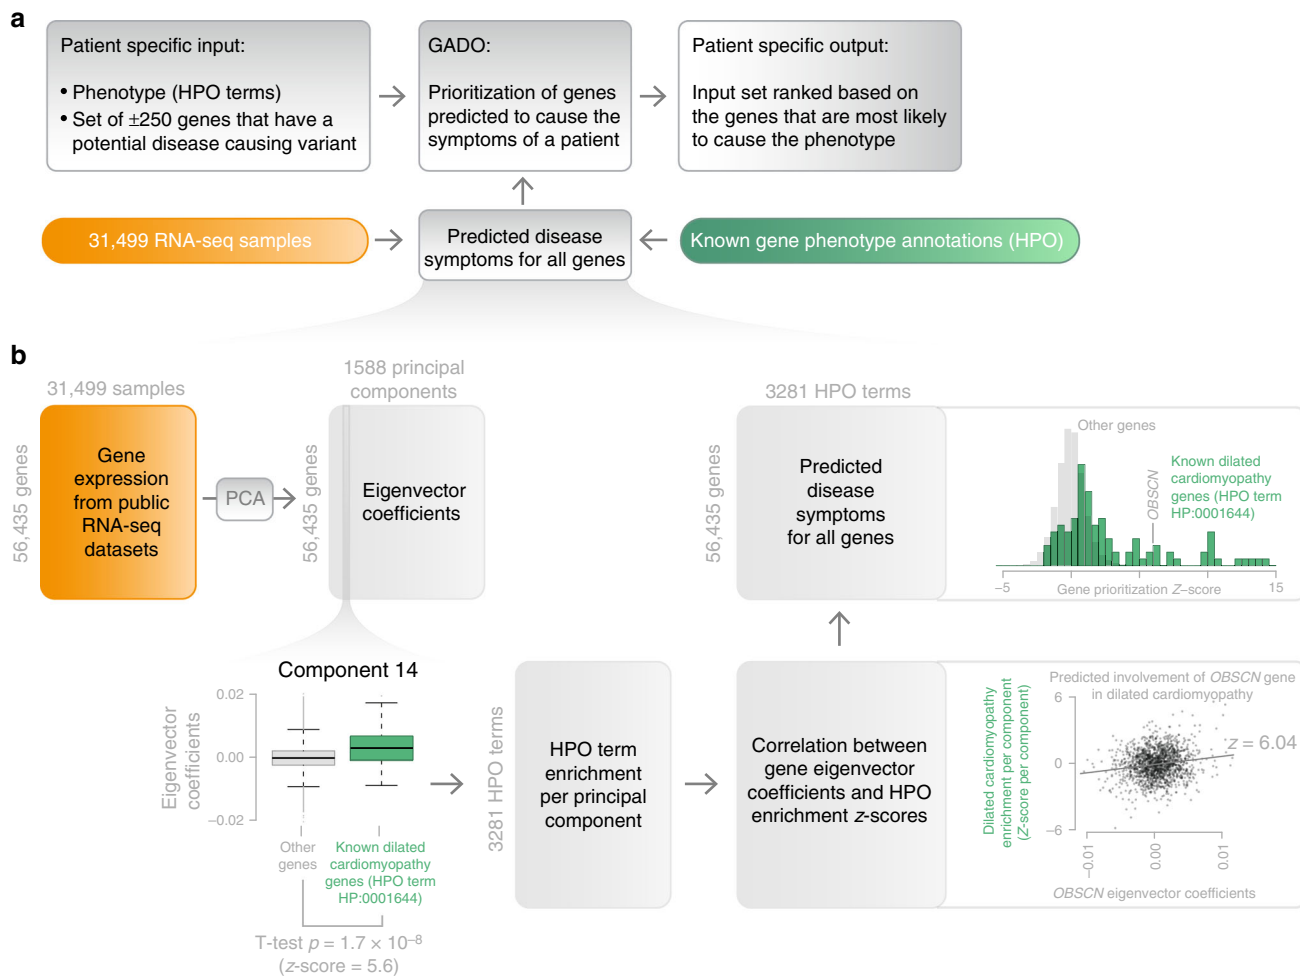 a
Patient specific input:
• Phenotype (HPO terms)
• Set of ±250 genes that have a
potential disease causing variant
GADO:
Prioritization of genes
predicted to cause the
symptoms of a patient
Patient specific output:
Input set ranked based on
the genes that are most likely
to cause the phenotype
31,499 RNA-seq samples
Predicted disease
symptoms for all genes
Known gene phenotype annotations (HPO)
b
31,499 samples
56,435 genes
Gene
expression
from public
RNA-seq
datasets
PCA
1588 principal
components
56,435 genes
Eigenvector
coefficients
3281 HPO terms
56,435 genes
Predicted
disease
symptoms
for all genes
Other genes
OBSCN
Known dilated
cardiomyopathy
genes (HPO term
HP:0001644)
−5
15
Gene prioritization Z−score
Component 14
Eigenvector
coefficients
0.02
0.00
−0.02
Other
genes
Known dilated
cardiomyopathy
genes (HPO term
HP:0001644)
T-test p = 1.7 × 10⁻⁸
(z-score = 5.6)
3281 HPO terms
HPO term
enrichment
per principal
component
Correlation between
gene eigenvector
coefficients and HPO
enrichment z-scores
Dilated cardiomyopathy
enrichment per component
(Z-score per component)
Predicted involvement of OBSCN gene
in dilated cardiomyopathy
6
0
−6
z = 6.04
−0.01
0.00
0.01
OBSCN eigenvector coefficients